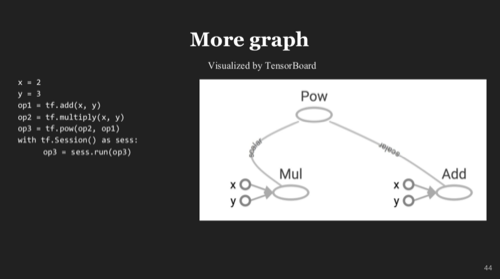 More graph
Visualized by TensorBoard
x = 2
y = 3
op1 = tf.add(x, y)
op2 = tf.multiply(x, y)
op3 = tf.pow(op2, op1)
with tf.Session() as sess:
op3 = sess.run(op3)
Pow
scalar
scalar
Mul
Add
x
y
x
y
44